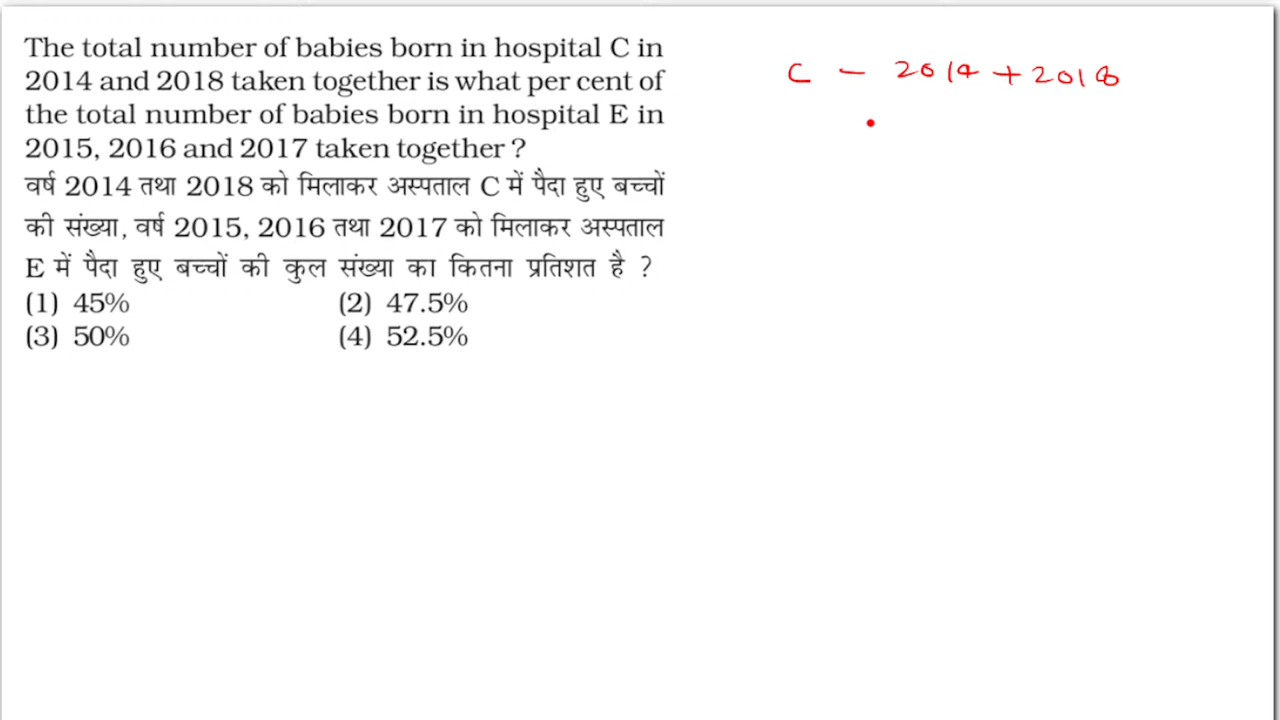 The total number of babies born in hospital C in
2014 and 2018 taken together is what per cent of
the total number of babies born in hospital E in
2015, 2016 and 2017 taken together ?
वर्ष 2014 तथा 2018 को मिलाकर अस्पताल C में पैदा हुए बच्चों
की संख्या, वर्ष 2015, 2016 तथा 2017 को मिलाकर अस्पताल
E में पैदा हुए बच्चों की कुल संख्या का कितना प्रतिशत है ?
(1) 45% (2) 47.5%
(3) 50% (4) 52.5%
C - 2014 + 2018